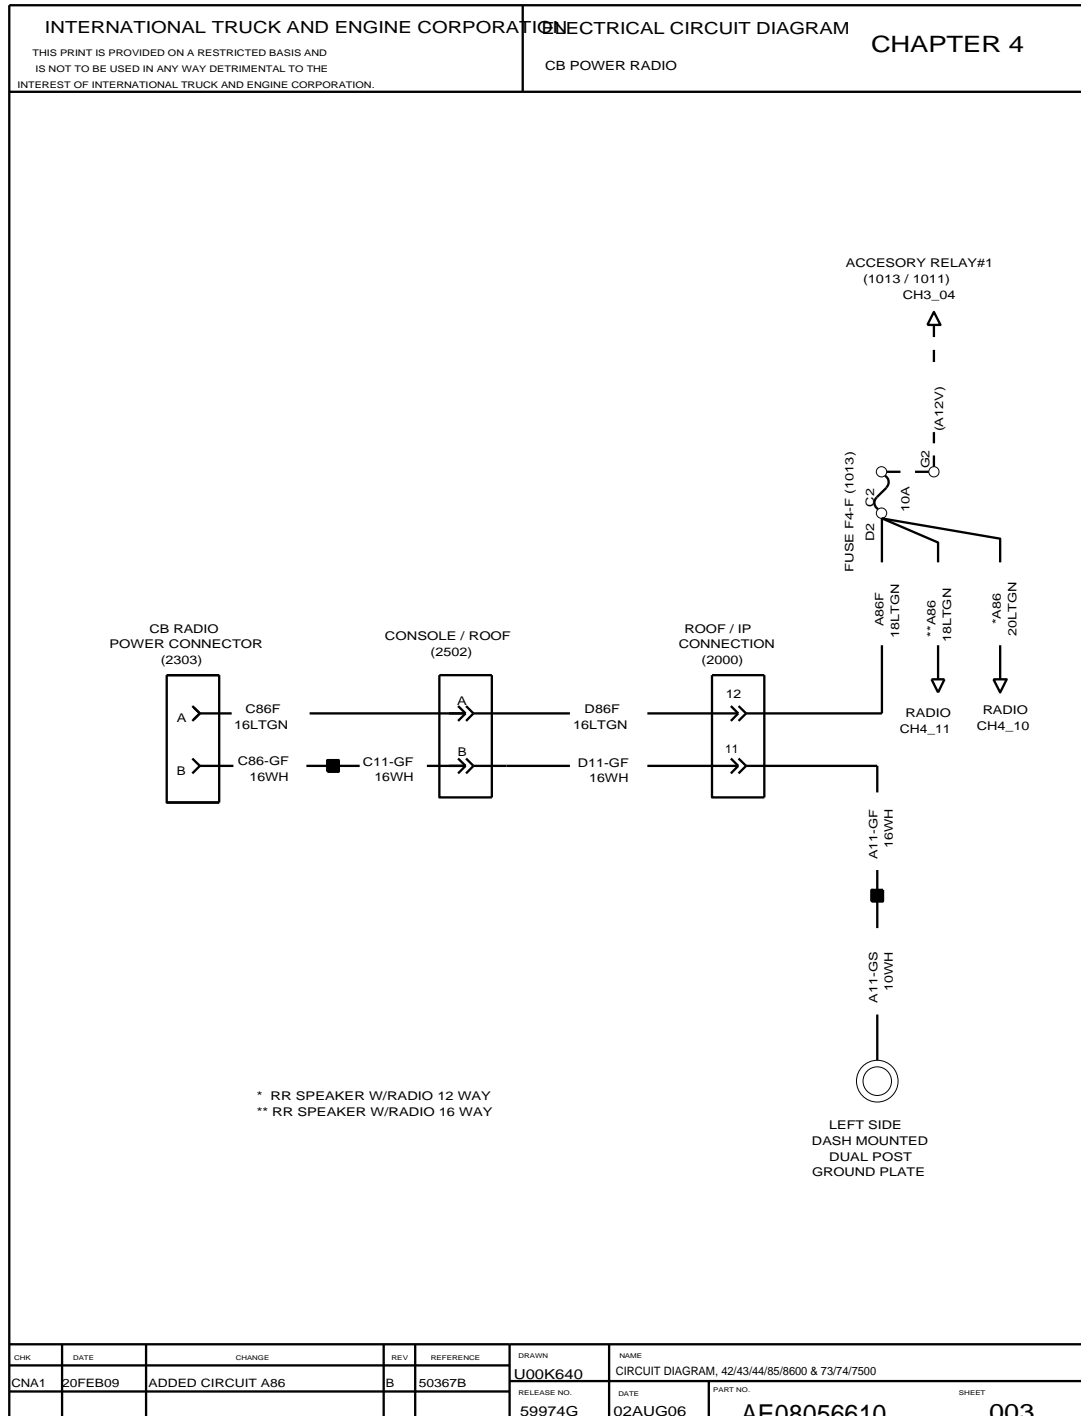 INTERNATIONAL TRUCK AND ENGINE CORPORATION
THIS PRINT IS PROVIDED ON A RESTRICTED BASIS AND
IS NOT TO BE USED IN ANY WAY DETRIMENTAL TO THE
INTEREST OF INTERNATIONAL TRUCK AND ENGINE CORPORATION.
ELECTRICAL CIRCUIT DIAGRAM
CB POWER RADIO
CHAPTER 4
ACCESORY RELAY#1
(1013 / 1011)
CH3_04
(A12V)
G2
FUSE F4-F (1013)
C2
10A
D2
A86F
18LTGN
**A86
18LTGN
*A86
20LTGN
RADIO
CH4_11
RADIO
CH4_10
CB RADIO
POWER CONNECTOR
(2303)
CONSOLE / ROOF
(2502)
ROOF / IP
CONNECTION
(2000)
A
C86F
16LTGN
A
D86F
16LTGN
12
B
C86-GF
16WH
C11-GF
16WH
B
D11-GF
16WH
11
A11-GF
16WH
A11-GS
10WH
LEFT SIDE
DASH MOUNTED
DUAL POST
GROUND PLATE
* RR SPEAKER W/RADIO 12 WAY
** RR SPEAKER W/RADIO 16 WAY
CHK DATE CHANGE REV REFERENCE
CNA1 20FEB09 ADDED CIRCUIT A86 B 50367B
DRAWN
U00K640
NAME
CIRCUIT DIAGRAM, 42/43/44/85/8600 & 73/74/7500
RELEASE NO.
59974G
DATE
02AUG06
PART NO.
AE08056610
SHEET
003